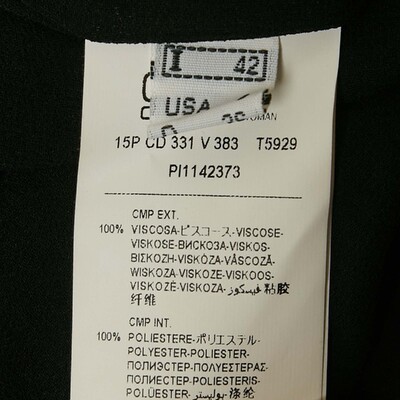 I 42
USA
OMAN
15P CD 331 V 383 T5929
PI1142373
CMP EXT.
100% VISCOSA-ビスコース-VISCOSE-
VISKOSE-ВИСКОЗА-VISKOS-
ΒΙΣΚΟΖΗ-VISKÓZA-VÂSCOZĂ-
WISKOZA-VISKOZE-VISKOOS-
VISKOZĖ-VISKOZA-فيسكوز-粘胶
纤维
CMP INT.
100% POLIESTERE-ポリエステル-
POLYESTER-POLIESTER-
ПОЛИЭСТЕР-ΠΟΛΥΕΣΤΕΡΑΣ-
ПОЛИЕСТЕР-POLIESTERIS-
POLÜESTER-بوليستر-涤纶